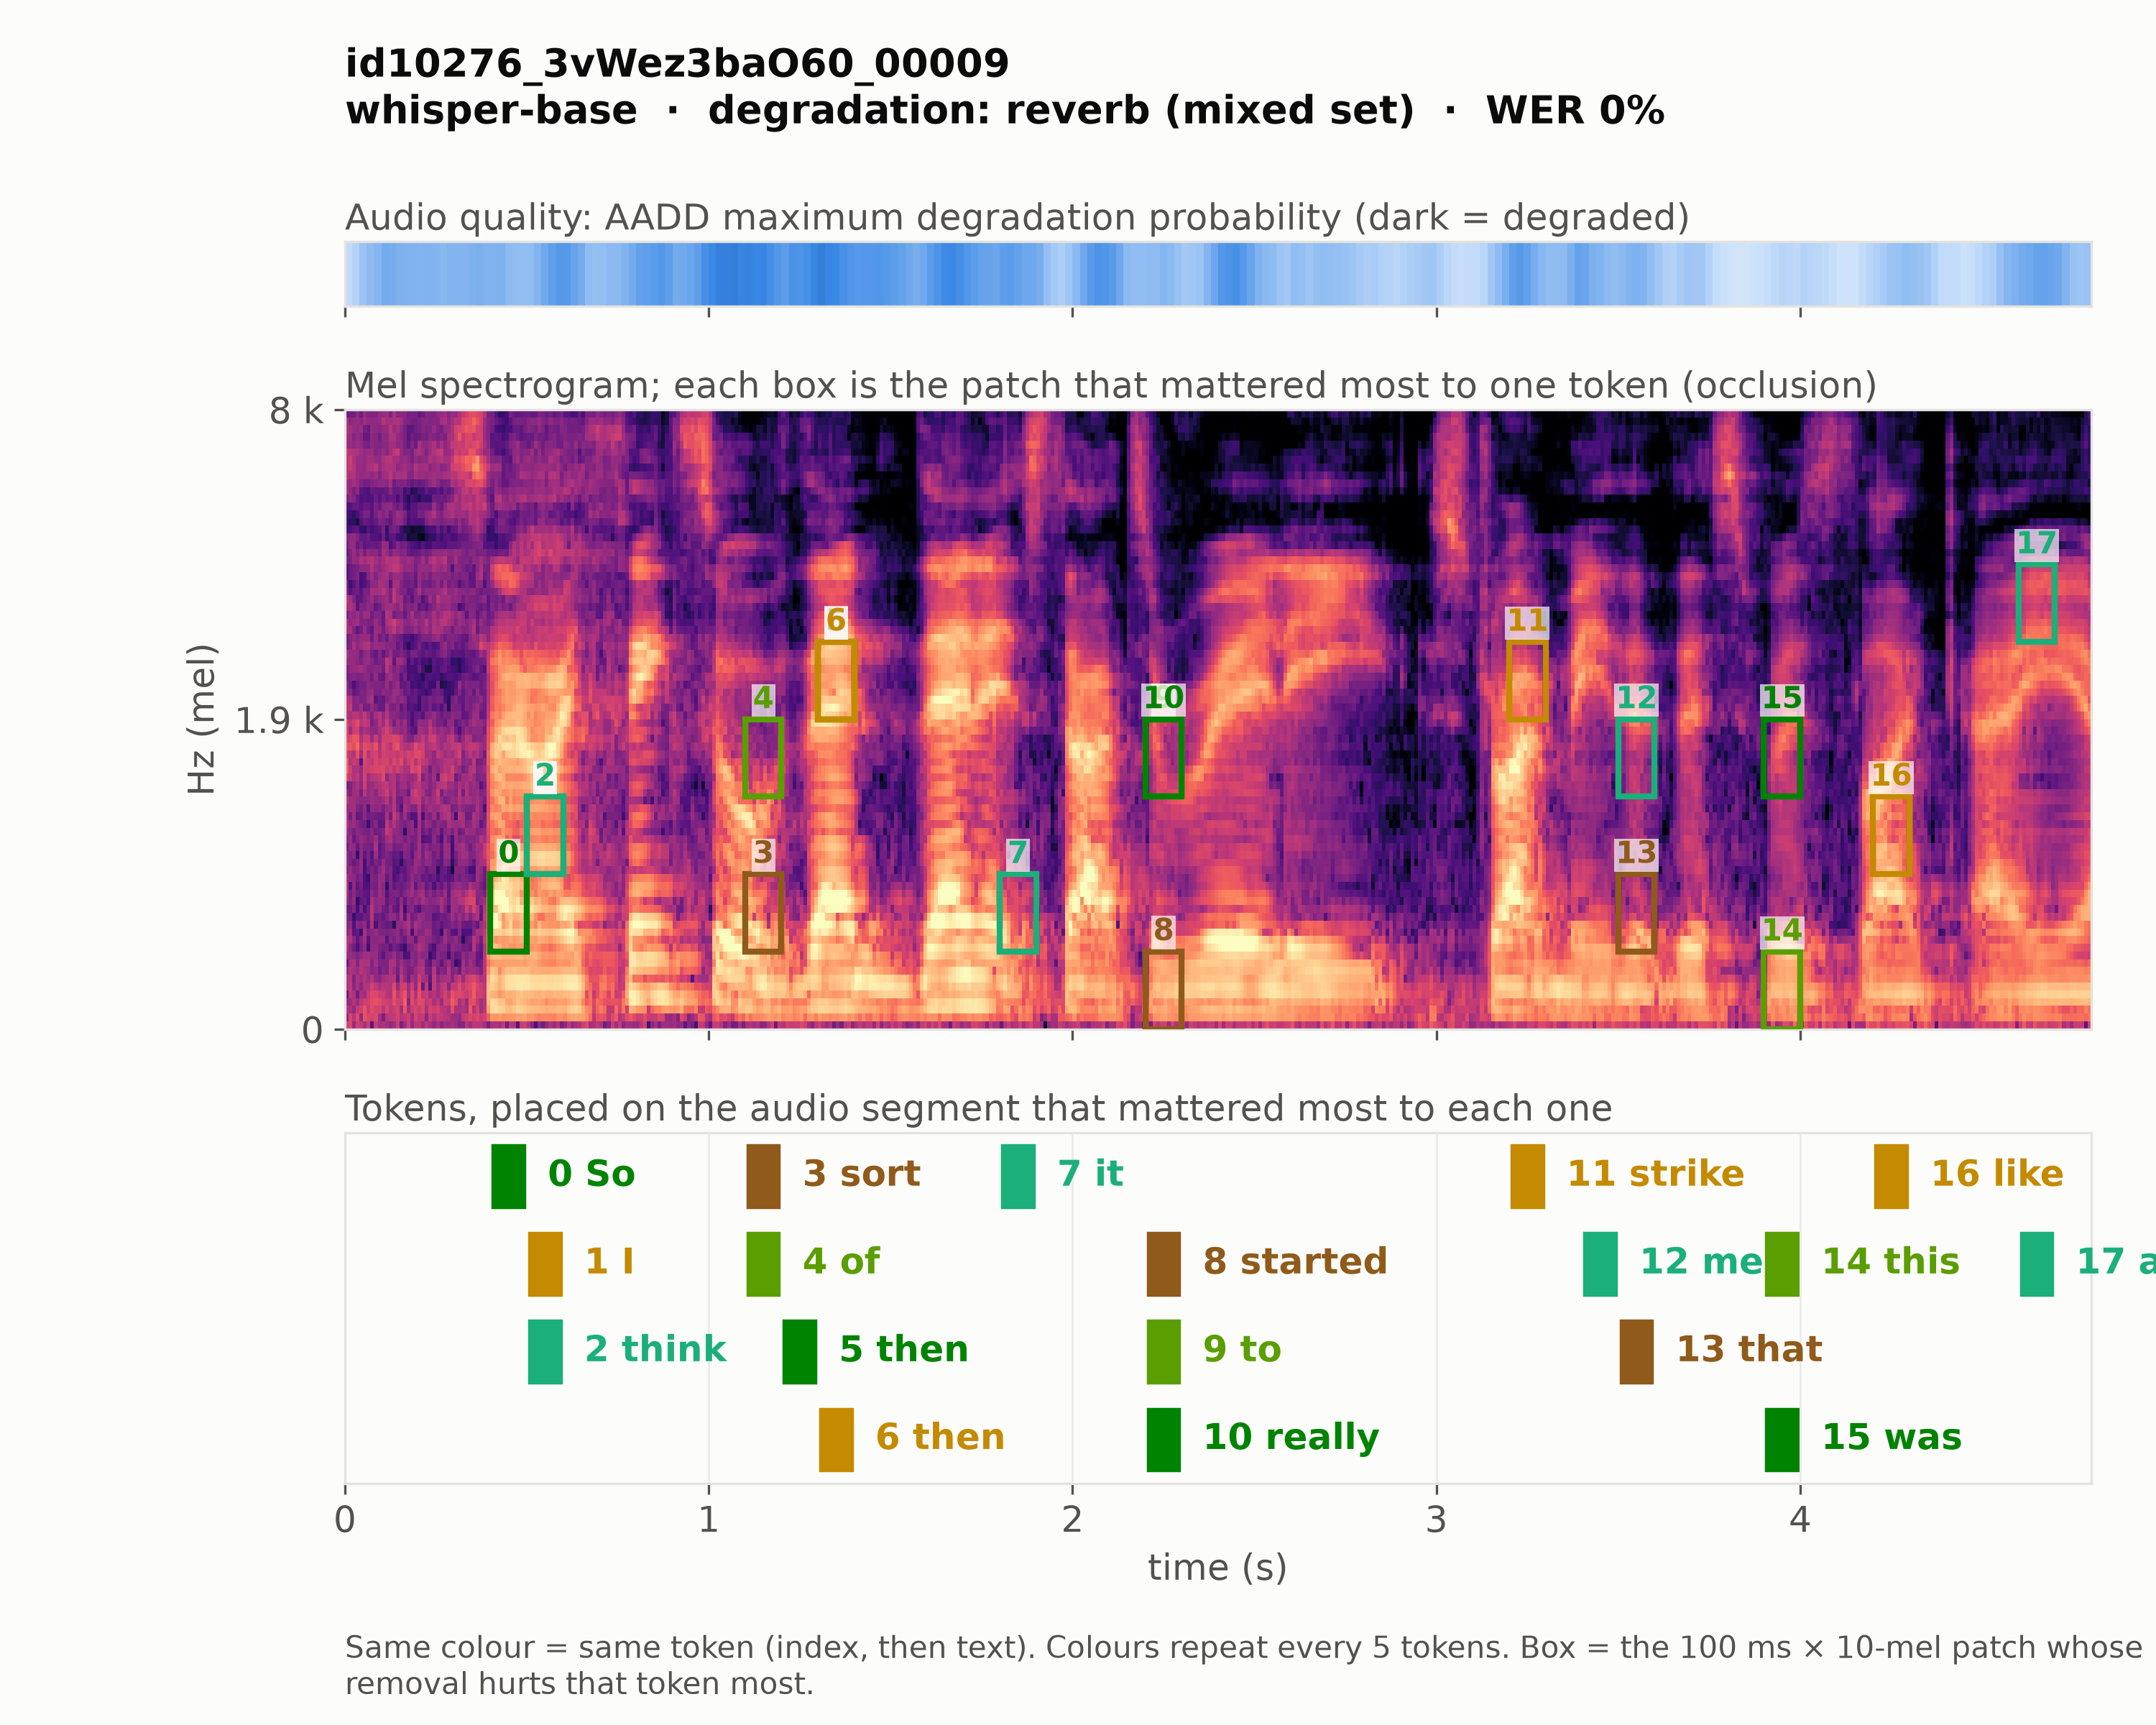 id10276_3vWez3baO60_00009
whisper-base · degradation: reverb (mixed set) · WER 0%
Audio quality: AADD maximum degradation probability (dark = degraded)
Mel spectrogram; each box is the patch that mattered most to one token (occlusion)
8 k
1.9 k
0
Hz (mel)
17
6
11
4
10
12
15
2
16
0
3
7
13
8
14
Tokens, placed on the audio segment that mattered most to each one
0 So
3 sort
7 it
11 strike
16 like
1 I
4 of
8 started
12 me
14 this
17 a
2 think
5 then
9 to
13 that
6 then
10 really
15 was
0 1 2 3 4
time (s)
Same colour = same token (index, then text). Colours repeat every 5 tokens. Box = the 100 ms × 10-mel patch whose
removal hurts that token most.